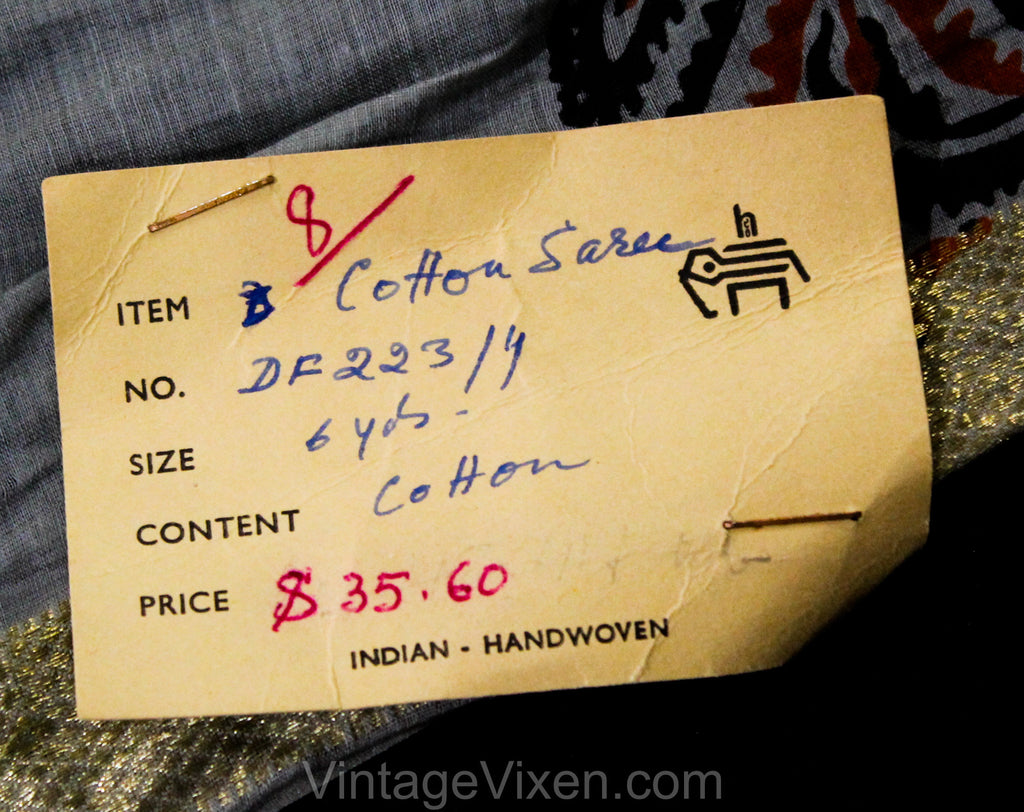 8/
ITEM Cotton Saree
NO. DF223/4
SIZE 6 yds.
CONTENT Cotton
PRICE $35.60
INDIAN - HANDWOVEN
VintageVixen.com